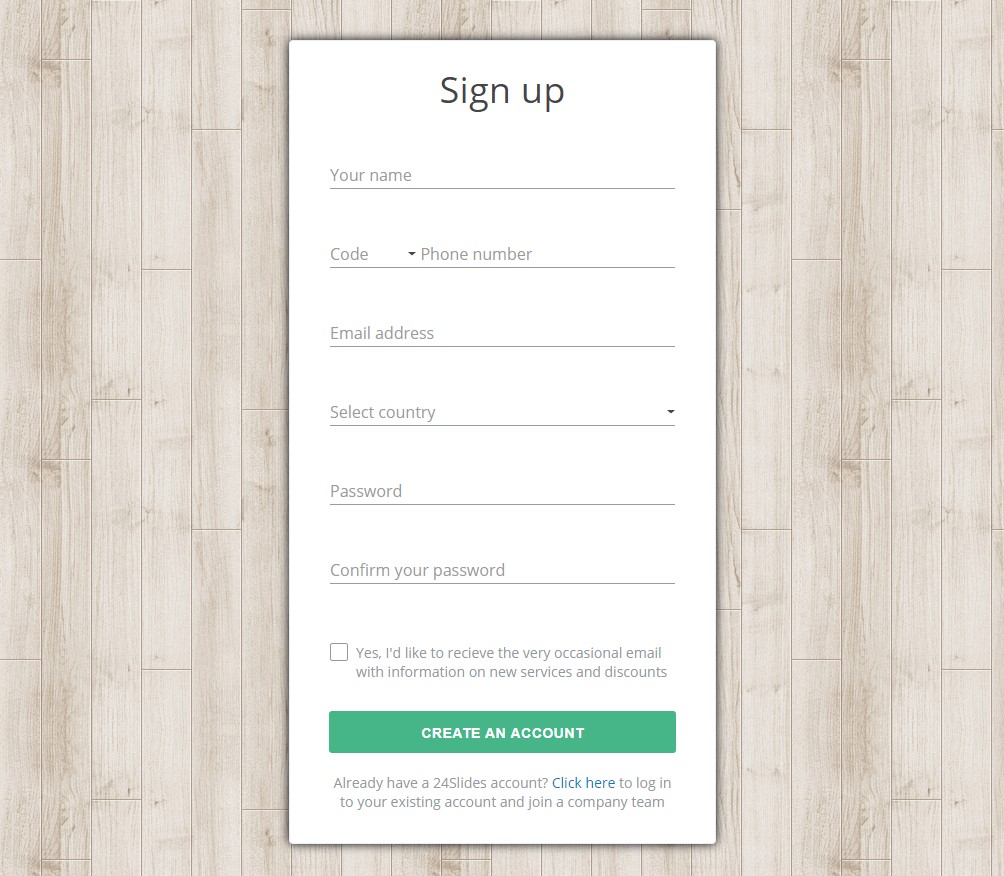 Sign up
Your name
Code Phone number
Email address
Select country
Password
Confirm your password
Yes, I'd like to recieve the very occasional email
with information on new services and discounts
CREATE AN ACCOUNT
Already have a 24Slides account? Click here to log in
to your existing account and join a company team